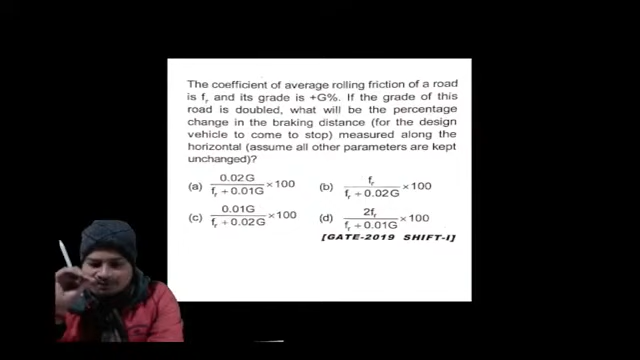 The coefficient of average rolling friction of a road
is fr and its grade is +G%. If the grade of this
road is doubled, what will be the percentage
change in the braking distance (for the design
vehicle to come to stop) measured along the
horizontal (assume all other parameters are kept
unchanged)?
(a) 0.02G / fr + 0.01G × 100 (b) fr / fr + 0.02G × 100
(c) 0.01G / fr + 0.02G × 100 (d) 2fr / fr + 0.01G × 100
[GATE-2019 SHIFT-I]